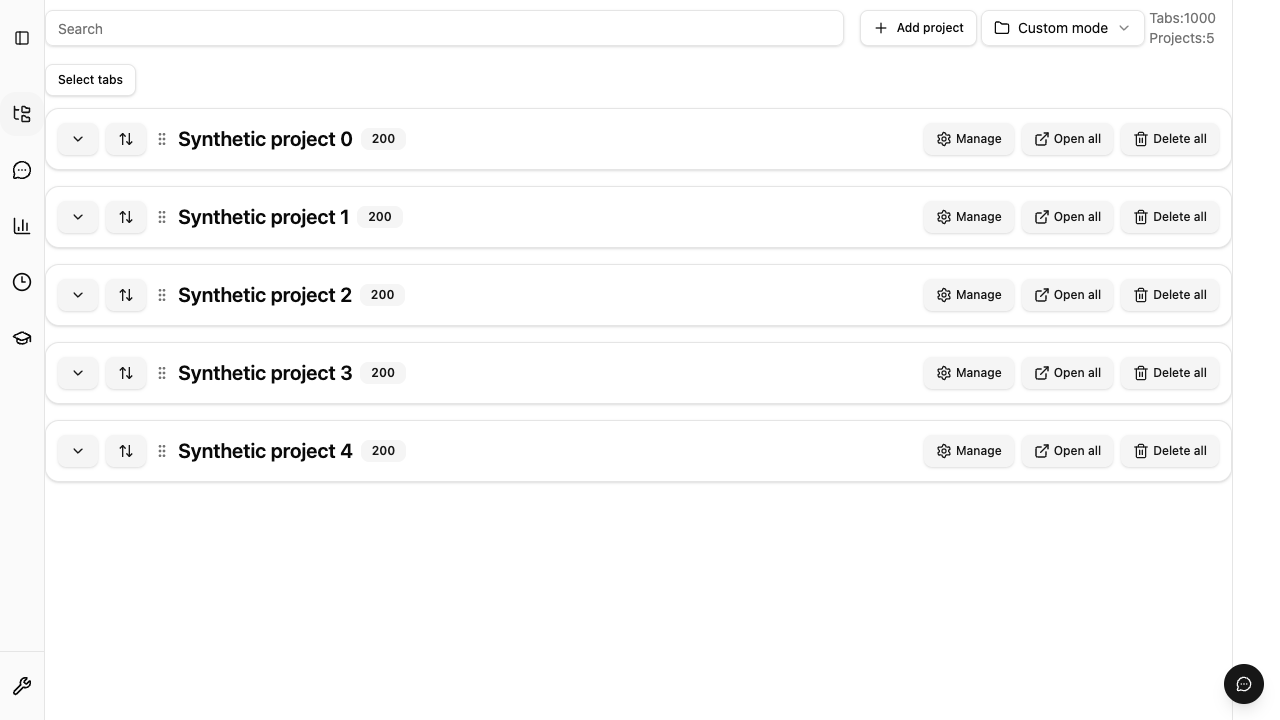 Search
Add project
Custom mode
Tabs:1000
Projects:5
Select tabs
Synthetic project 0 200 Manage Open all Delete all
Synthetic project 1 200 Manage Open all Delete all
Synthetic project 2 200 Manage Open all Delete all
Synthetic project 3 200 Manage Open all Delete all
Synthetic project 4 200 Manage Open all Delete all